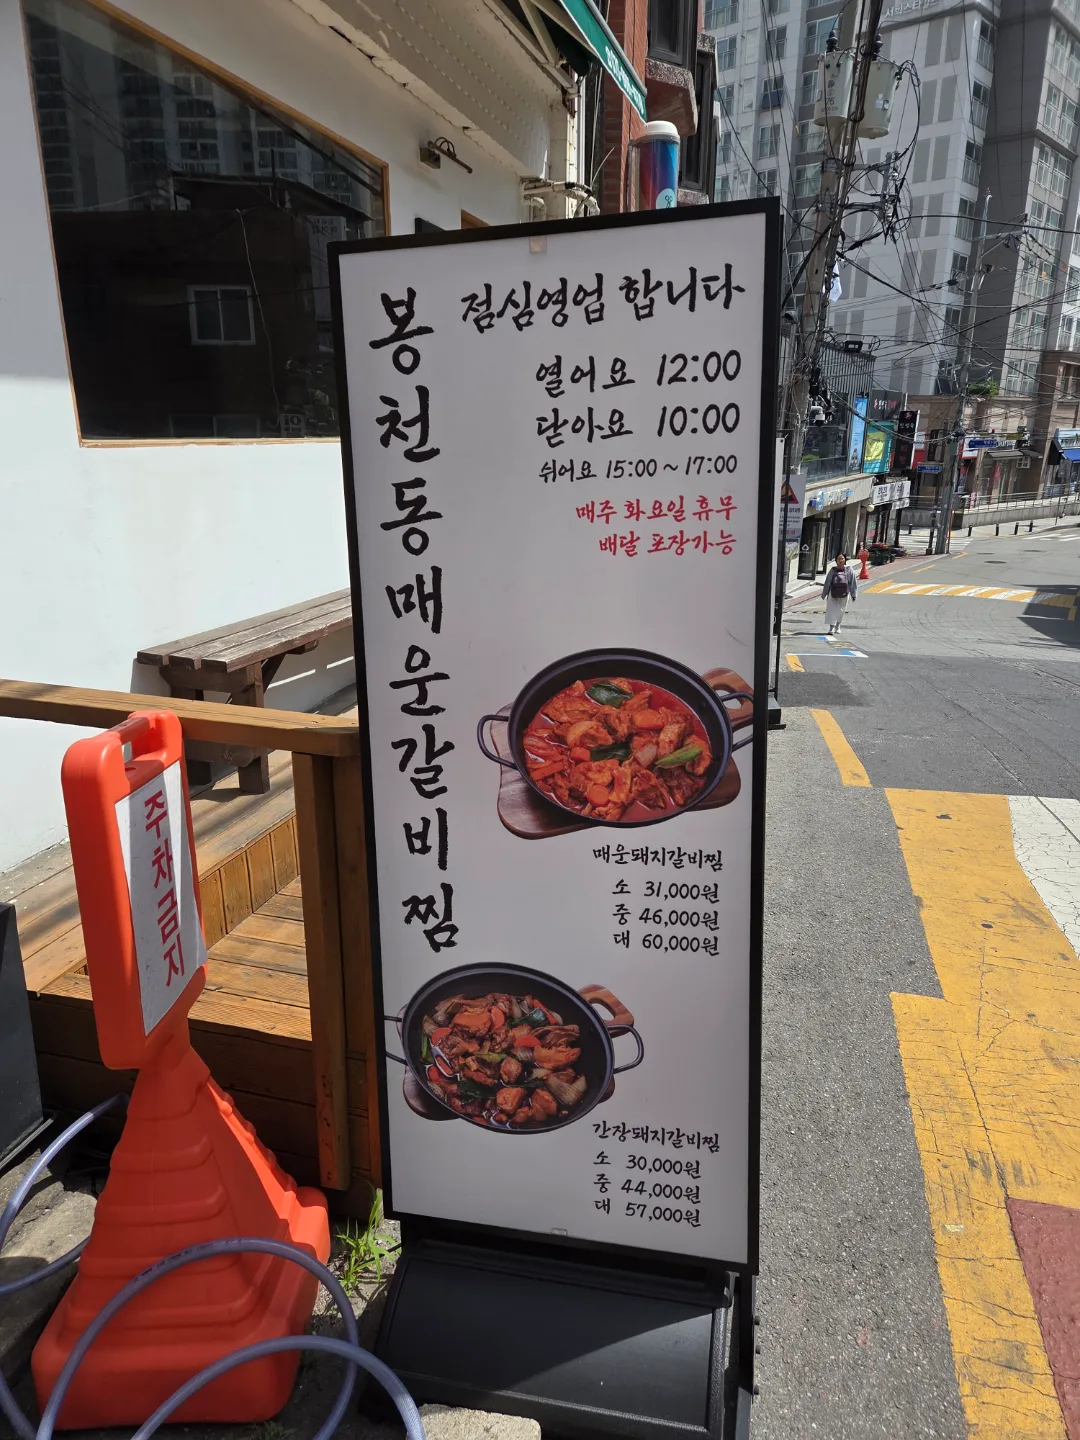 봉천동매운갈비찜
점심영업 합니다
열어요 12:00
닫아요 10:00
쉬어요 15:00 ~ 17:00
매주 화요일 휴무
배달 포장가능
매운돼지갈비찜
소 31,000원
중 46,000원
대 60,000원
간장돼지갈비찜
소 30,000원
중 44,000원
대 57,000원
주차금지